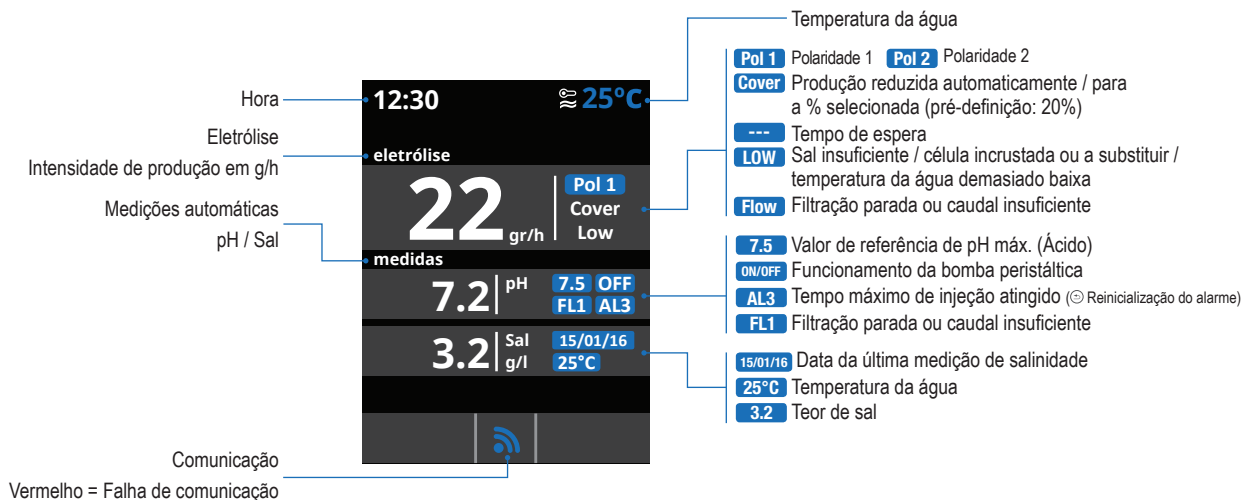 Temperatura da água
Pol 1 Polaridade 1 Pol 2 Polaridade 2
Cover Produção reduzida automaticamente / para
a % selecionada (pré-definição: 20%)
--- Tempo de espera
LOW Sal insuficiente / célula incrustada ou a substituir /
temperatura da água demasiado baixa
Flow Filtração parada ou caudal insuficiente
7.5 Valor de referência de pH máx. (Ácido)
ON/OFF Funcionamento da bomba peristáltica
AL3 Tempo máximo de injeção atingido (Reinicialização do alarme)
FL1 Filtração parada ou caudal insuficiente
15/01/16 Data da última medição de salinidade
25°C Temperatura da água
3.2 Teor de sal
Hora
Eletrólise
Intensidade de produção em g/h
Medições automáticas
pH / Sal
Comunicação
Vermelho = Falha de comunicação
12:30 25°C
eletrólise
22 gr/h
Pol 1
Cover
Low
medidas
7.2 pH 7.5 OFF
FL1 AL3
3.2 Sal 15/01/16
g/l 25°C